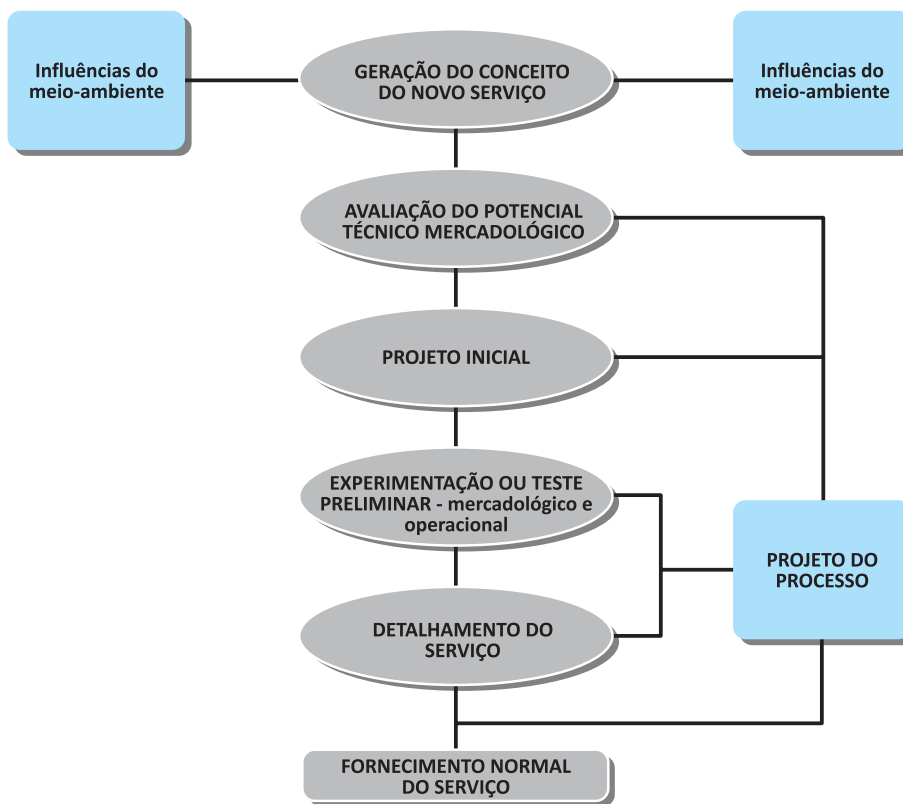 Influências do
meio-ambiente
GERAÇÃO DO CONCEITO
DO NOVO SERVIÇO
Influências do
meio-ambiente
AVALIAÇÃO DO POTENCIAL
TÉCNICO MERCADOLÓGICO
PROJETO INICIAL
EXPERIMENTAÇÃO OU TESTE
PRELIMINAR - mercadológico e
operacional
PROJETO DO
PROCESSO
DETALHAMENTO DO
SERVIÇO
FORNECIMENTO NORMAL
DO SERVIÇO